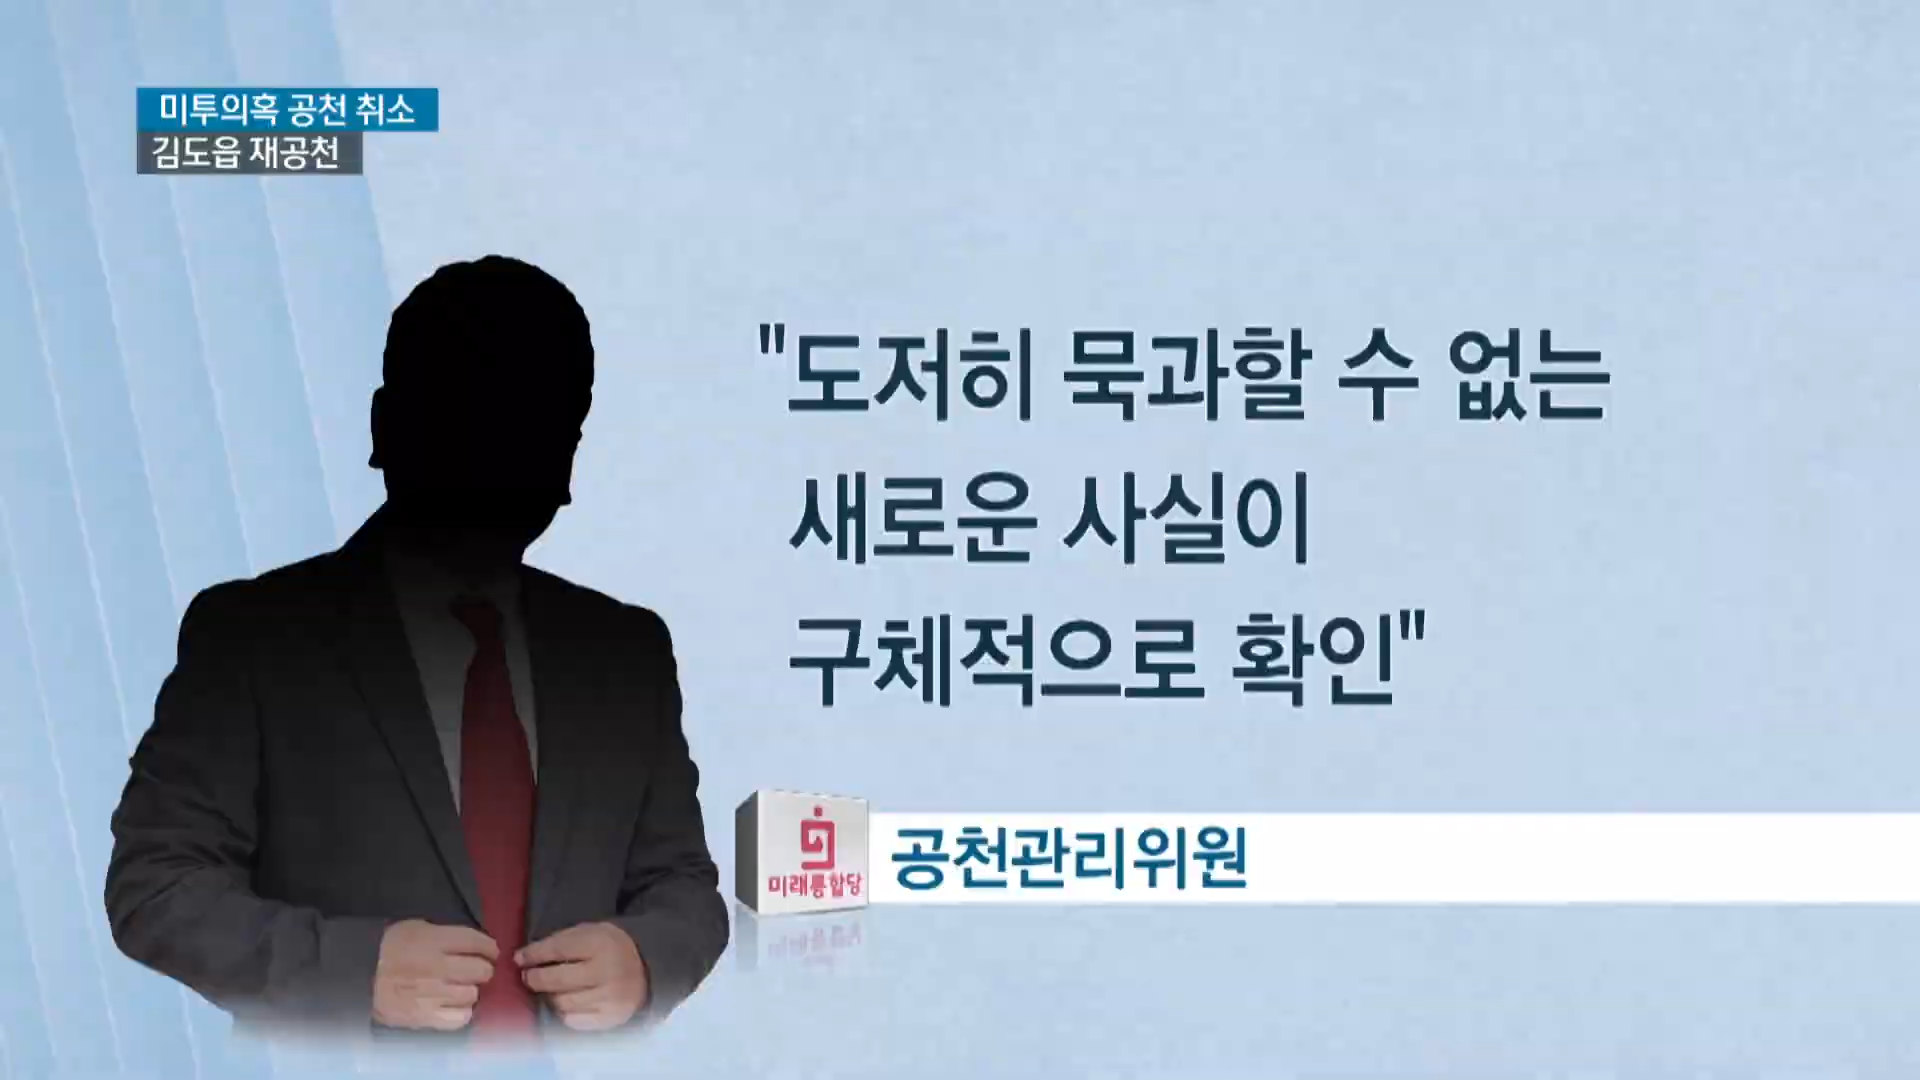 미투의혹 공천 취소
김도읍 재공천
"도저히 묵과할 수 없는
새로운 사실이
구체적으로 확인"
미래통합당
공천관리위원